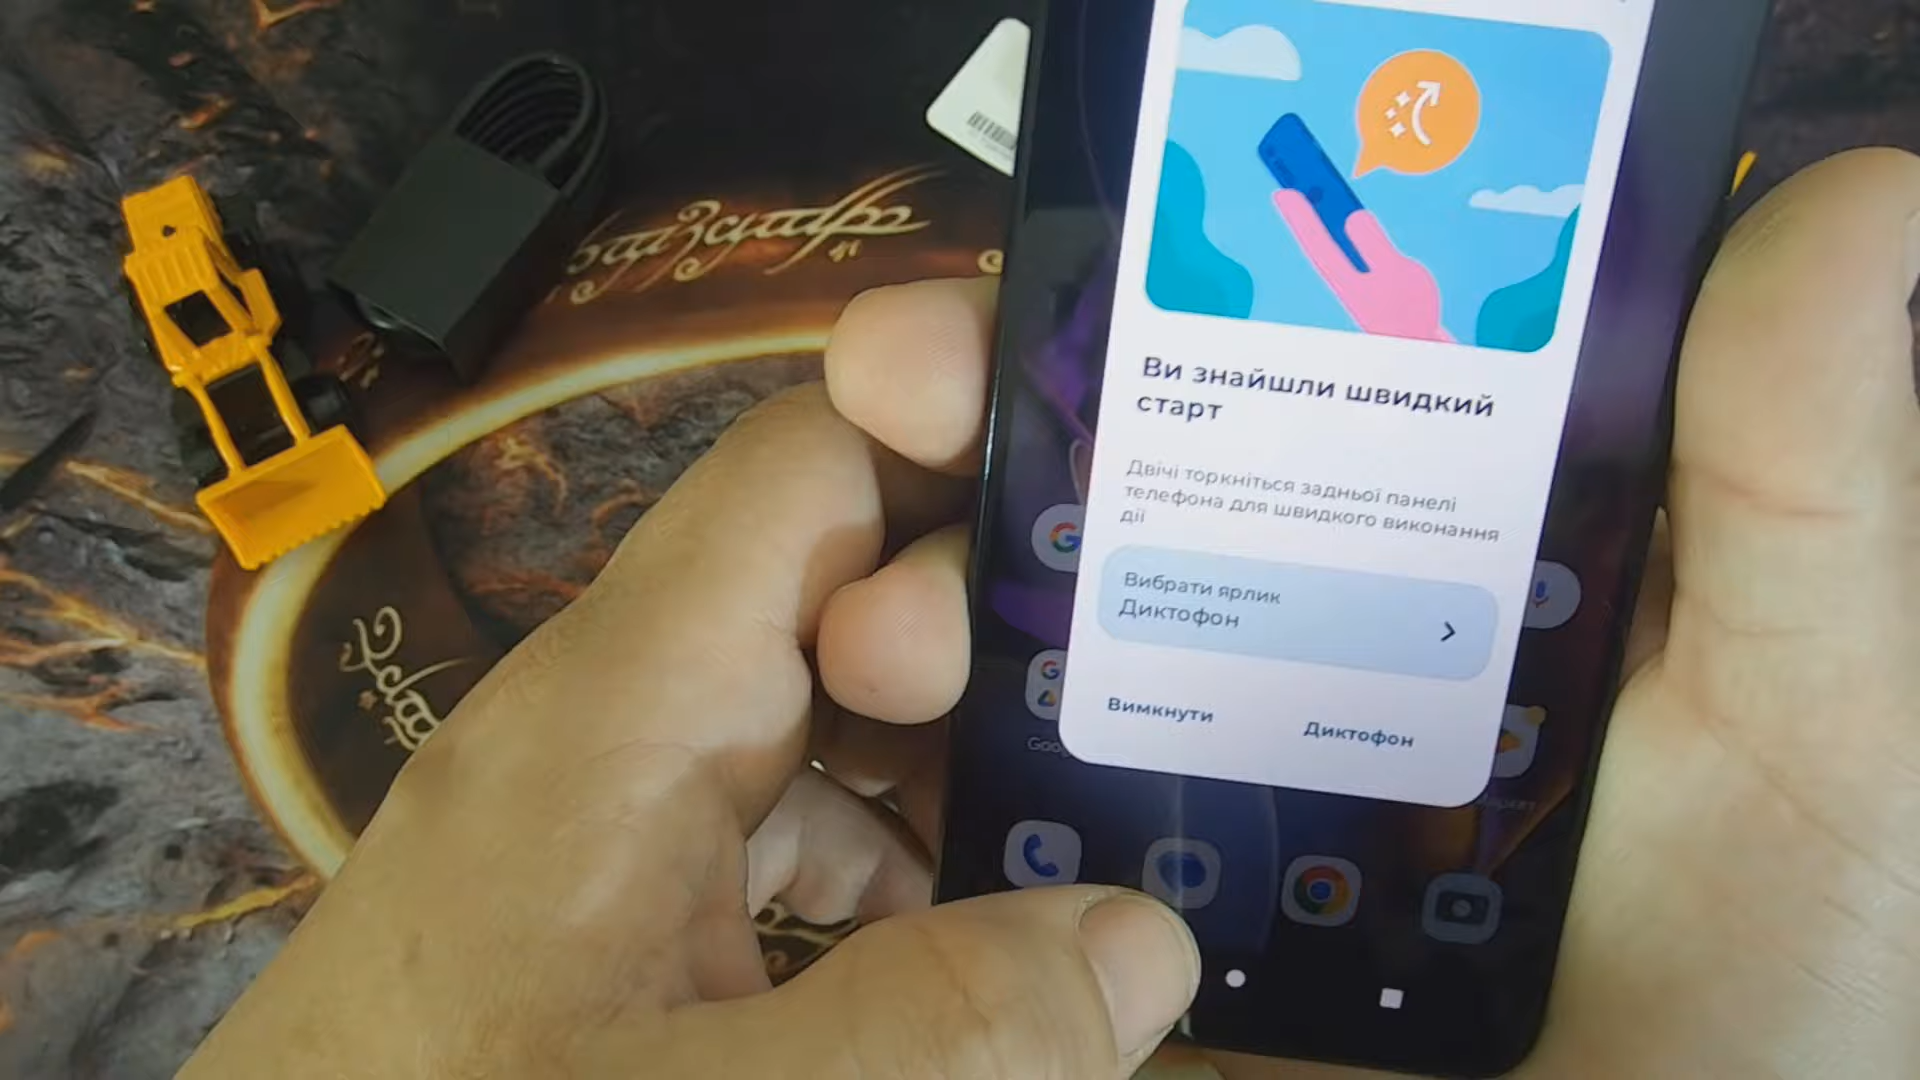 Ви знайшли швидкий
старт
Двічі торкніться задньої панелі
телефона для швидкого виконання
дії
Вибрати ярлик
Диктофон
Вимкнути
Диктофон